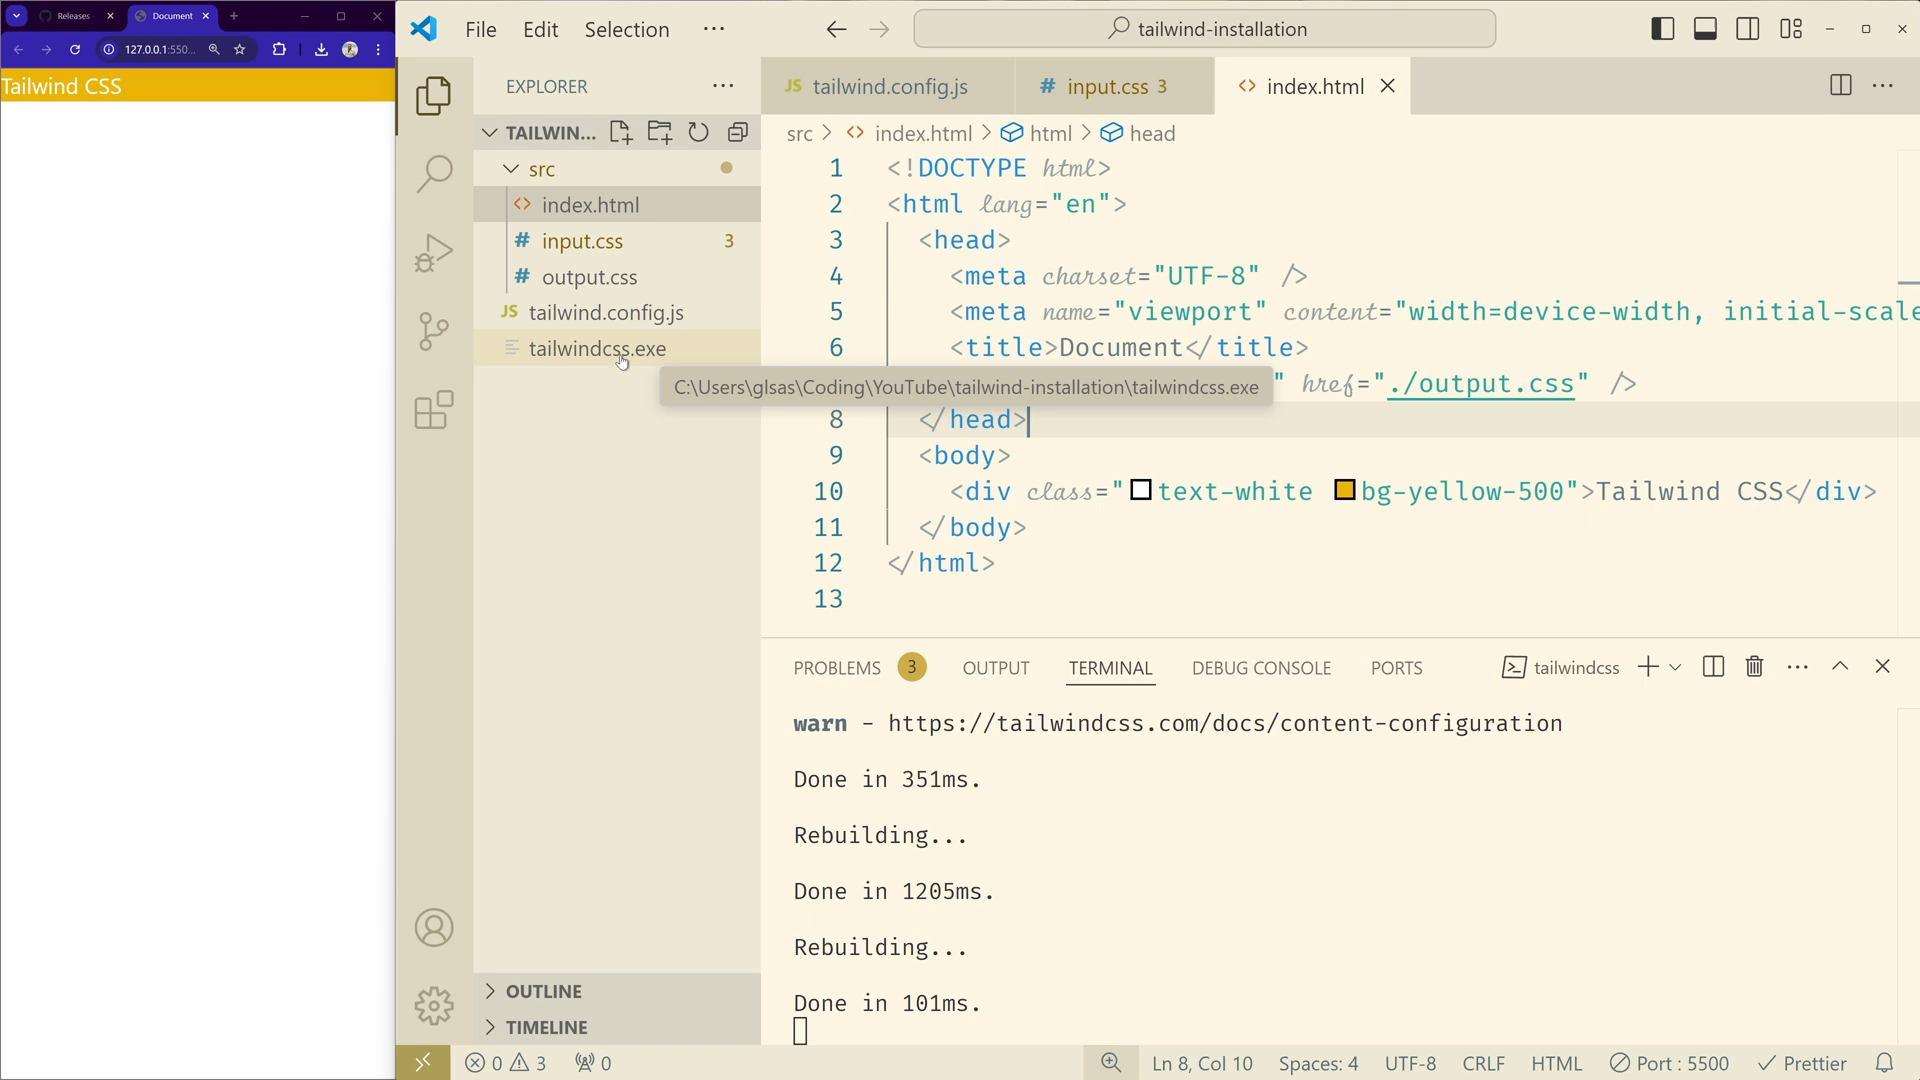 Releases
Document
127.0.0.1:550...
Tailwind CSS
File Edit Selection ...
tailwind-installation
EXPLORER
TAILWIN...
src
index.html
input.css 3
output.css
tailwind.config.js
tailwindcss.exe
OUTLINE
TIMELINE
JS tailwind.config.js
# input.css 3
<> index.html
src > <> index.html > html > head
1 <!DOCTYPE html>
2 <html lang="en">
3 <head>
4 <meta charset="UTF-8" />
5 <meta name="viewport" content="width=device-width, initial-scale
6 <title>Document</title>
C:\Users\glsas\Coding\YouTube\tailwind-installation\tailwindcss.exe
" href="./output.css" />
8 </head>
9 <body>
10 <div class="text-white bg-yellow-500">Tailwind CSS</div>
11 </body>
12 </html>
13
PROBLEMS 3 OUTPUT TERMINAL DEBUG CONSOLE PORTS tailwindcss
warn - https://tailwindcss.com/docs/content-configuration
Done in 351ms.
Rebuilding...
Done in 1205ms.
Rebuilding...
Done in 101ms.
0 3 0 Ln 8, Col 10 Spaces: 4 UTF-8 CRLF HTML Port : 5500 Prettier